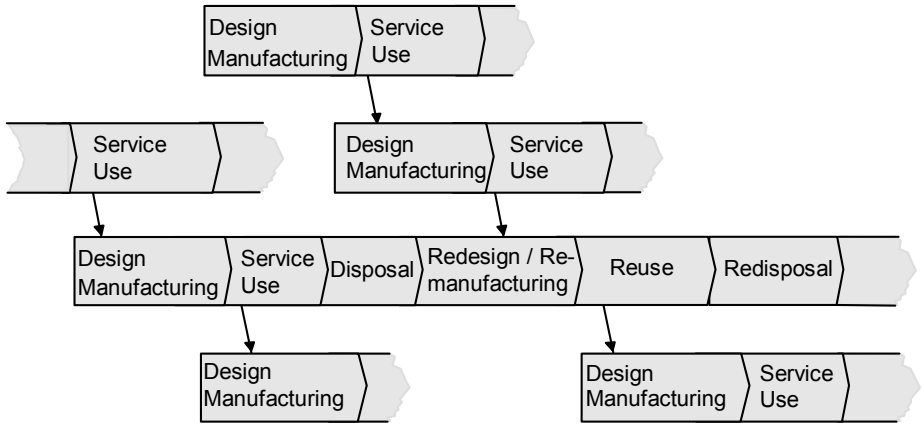 Design
Manufacturing
Service
Use
Service
Use
Design
Manufacturing
Service
Use
Design
Manufacturing
Service
Use
Disposal
Redesign / Re-
manufacturing
Reuse
Redisposal
Design
Manufacturing
Design
Manufacturing
Service
Use